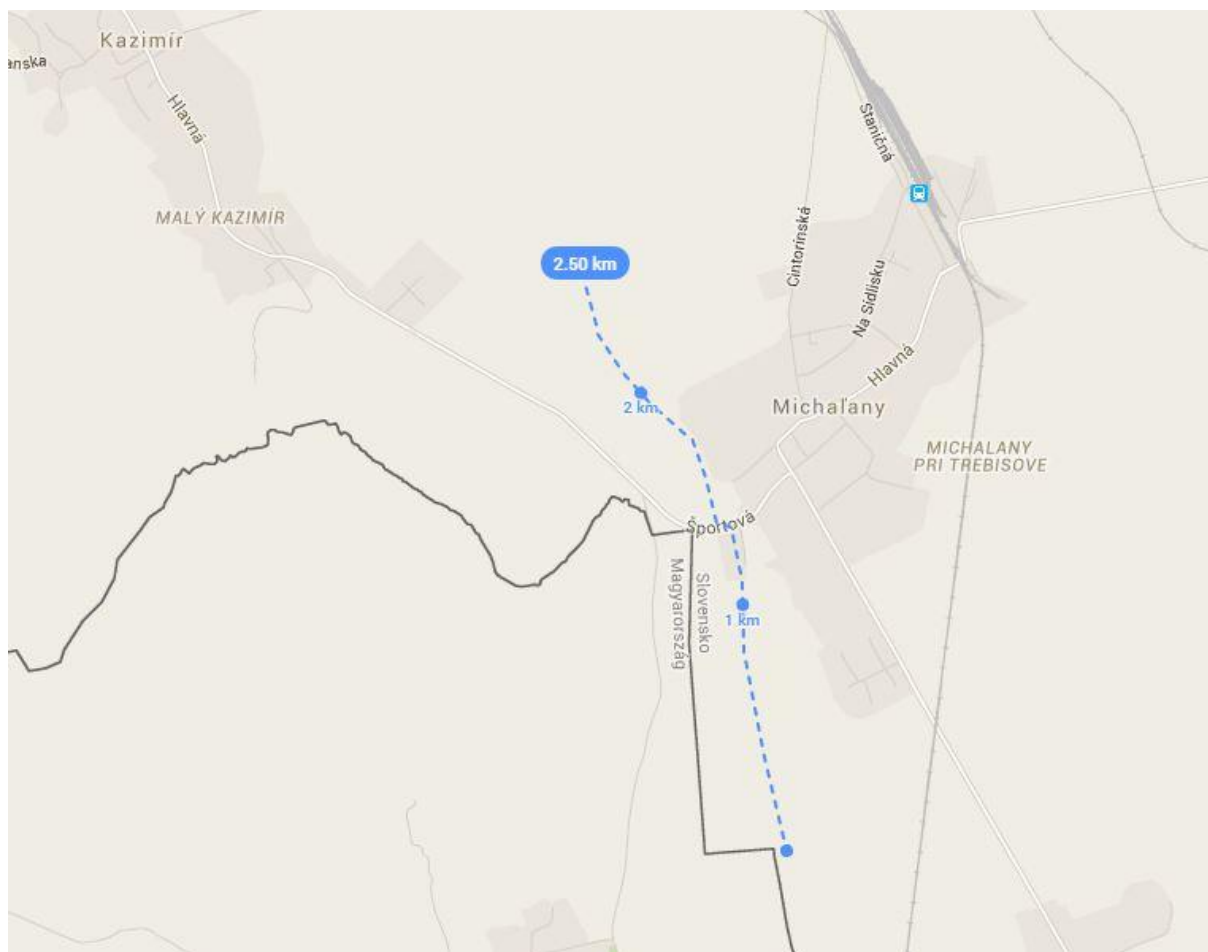 Kazimír
anska
Hlavná
MALÝ KAZIMÍR
Staničná
Cintorínska
2.50 km
Na Sídlisku
Hlavná
2 km
Michaľany
MICHALANY
PRI TREBISOVE
Športová
Magyarország
Slovensko
1 km